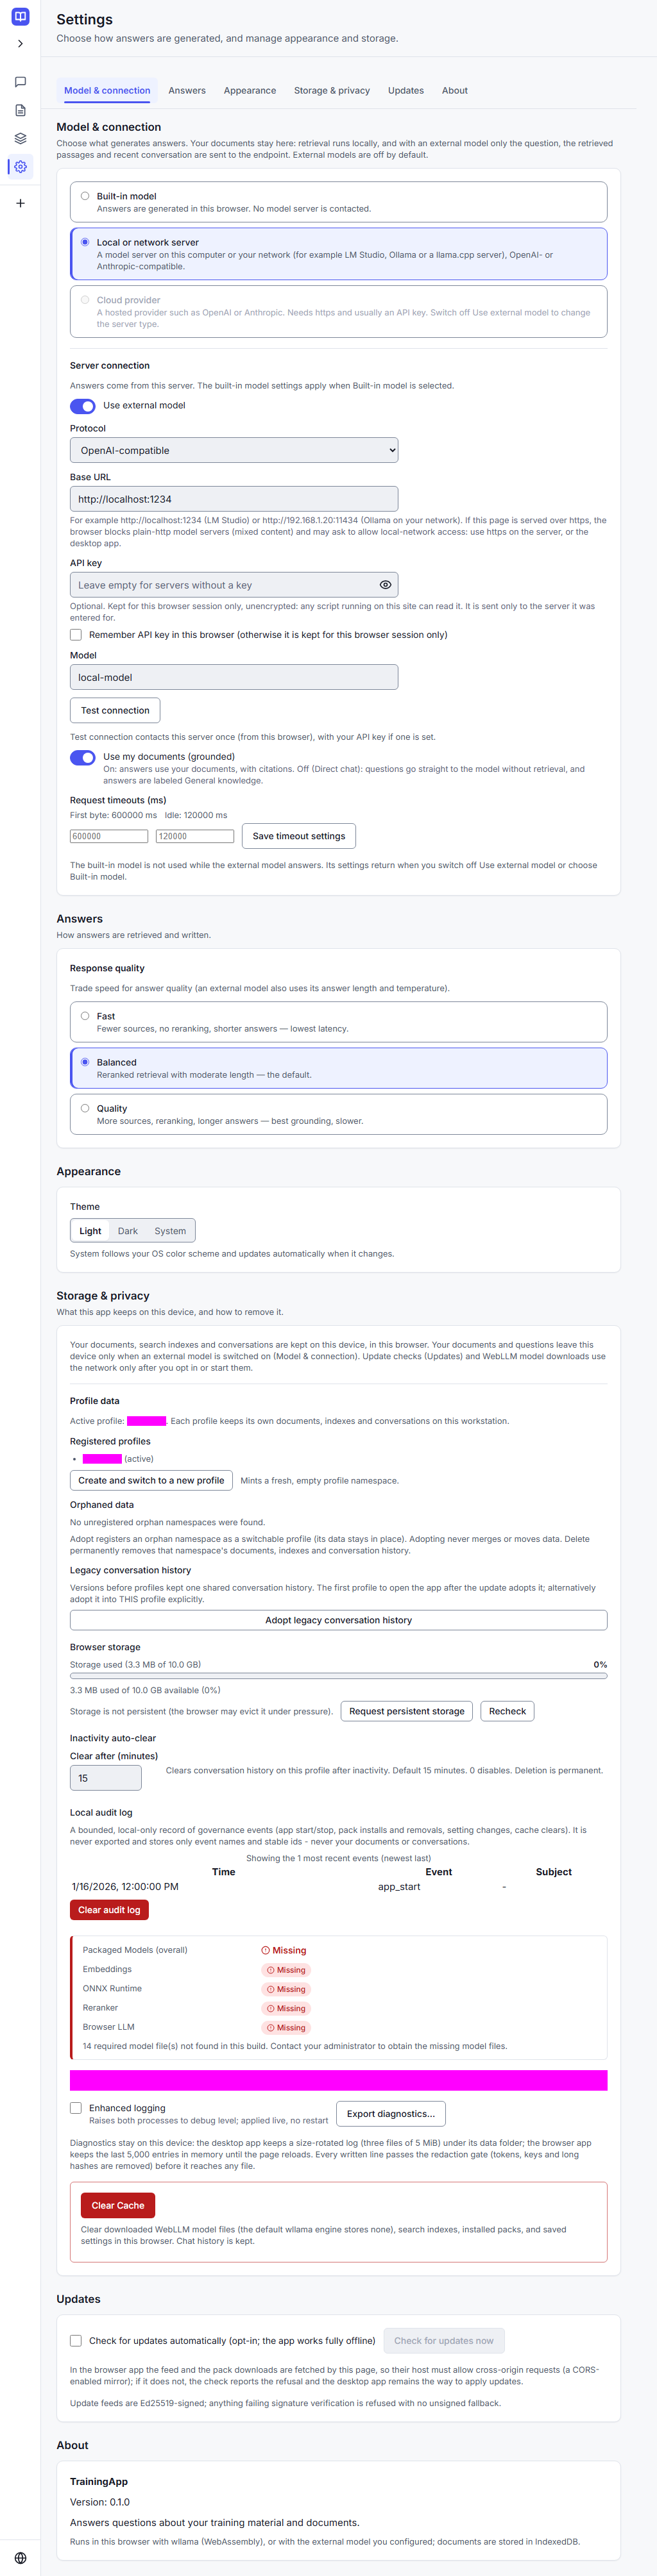 Settings
Choose how answers are generated, and manage appearance and storage.
Model & connection
Answers
Appearance
Storage & privacy
Updates
About
Model & connection
Choose what generates answers. Your documents stay here: retrieval runs locally, and with an external model only the question, the retrieved
passages and recent conversation are sent to the endpoint. External models are off by default.
Built-in model
Answers are generated in this browser. No model server is contacted.
Local or network server
A model server on this computer or your network (for example LM Studio, Ollama or a llama.cpp server), OpenAI- or
Anthropic-compatible.
Cloud provider
A hosted provider such as OpenAI or Anthropic. Needs https and usually an API key. Switch off Use external model to change
the server type.
Server connection
Answers come from this server. The built-in model settings apply when Built-in model is selected.
Use external model
Protocol
OpenAI-compatible
Base URL
http://localhost:1234
For example http://localhost:1234 (LM Studio) or http://192.168.1.20:11434 (Ollama on your network). If this page is served over https, the
browser blocks plain-http model servers (mixed content) and may ask to allow local-network access: use https on the server, or the
desktop app.
API key
Leave empty for servers without a key
Optional. Kept for this browser session only, unencrypted: any script running on this site can read it. It is sent only to the server it was
entered for.
Remember API key in this browser (otherwise it is kept for this browser session only)
Model
local-model
Test connection
Test connection contacts this server once (from this browser), with your API key if one is set.
Use my documents (grounded)
On: answers use your documents, with citations. Off (Direct chat): questions go straight to the model without retrieval, and
answers are labeled General knowledge.
Request timeouts (ms)
First byte: 600000 ms Idle: 120000 ms
600000
120000
Save timeout settings
The built-in model is not used while the external model answers. Its settings return when you switch off Use external model or choose
Built-in model.
Answers
How answers are retrieved and written.
Response quality
Trade speed for answer quality (an external model also uses its answer length and temperature).
Fast
Fewer sources, no reranking, shorter answers — lowest latency.
Balanced
Reranked retrieval with moderate length — the default.
Quality
More sources, reranking, longer answers — best grounding, slower.
Appearance
Theme
Light
Dark
System
System follows your OS color scheme and updates automatically when it changes.
Storage & privacy
What this app keeps on this device, and how to remove it.
Your documents, search indexes and conversations are kept on this device, in this browser. Your documents and questions leave this
device only when an external model is switched on (Model & connection). Update checks (Updates) and WebLLM model downloads use
the network only after you opt in or start them.
Profile data
Active profile: . Each profile keeps its own documents, indexes and conversations on this workstation.
Registered profiles
(active)
Create and switch to a new profile
Mints a fresh, empty profile namespace.
Orphaned data
No unregistered orphan namespaces were found.
Adopt registers an orphan namespace as a switchable profile (its data stays in place). Adopting never merges or moves data. Delete
permanently removes that namespace's documents, indexes and conversation history.
Legacy conversation history
Versions before profiles kept one shared conversation history. The first profile to open the app after the update adopts it; alternatively
adopt it into THIS profile explicitly.
Adopt legacy conversation history
Browser storage
Storage used (3.3 MB of 10.0 GB)
0%
3.3 MB used of 10.0 GB available (0%)
Storage is not persistent (the browser may evict it under pressure).
Request persistent storage
Recheck
Inactivity auto-clear
Clear after (minutes)
15
Clears conversation history on this profile after inactivity. Default 15 minutes. 0 disables. Deletion is permanent.
Local audit log
A bounded, local-only record of governance events (app start/stop, pack installs and removals, setting changes, cache clears). It is
never exported and stores only event names and stable ids - never your documents or conversations.
Showing the 1 most recent events (newest last)
Time Event Subject
1/16/2026, 12:00:00 PM app_start -
Clear audit log
Packaged Models (overall) Missing
Embeddings Missing
ONNX Runtime Missing
Reranker Missing
Browser LLM Missing
14 required model file(s) not found in this build. Contact your administrator to obtain the missing model files.
Enhanced logging
Raises both processes to debug level; applied live, no restart
Export diagnostics...
Diagnostics stay on this device: the desktop app keeps a size-rotated log (three files of 5 MiB) under its data folder; the browser app
keeps the last 5,000 entries in memory until the page reloads. Every written line passes the redaction gate (tokens, keys and long
hashes are removed) before it reaches any file.
Clear Cache
Clear downloaded WebLLM model files (the default wllama engine stores none), search indexes, installed packs, and saved
settings in this browser. Chat history is kept.
Updates
Check for updates automatically (opt-in; the app works fully offline)
Check for updates now
In the browser app the feed and the pack downloads are fetched by this page, so their host must allow cross-origin requests (a CORS-
enabled mirror); if it does not, the check reports the refusal and the desktop app remains the way to apply updates.
Update feeds are Ed25519-signed; anything failing signature verification is refused with no unsigned fallback.
About
TrainingApp
Version: 0.1.0
Answers questions about your training material and documents.
Runs in this browser with wllama (WebAssembly), or with the external model you configured; documents are stored in IndexedDB.